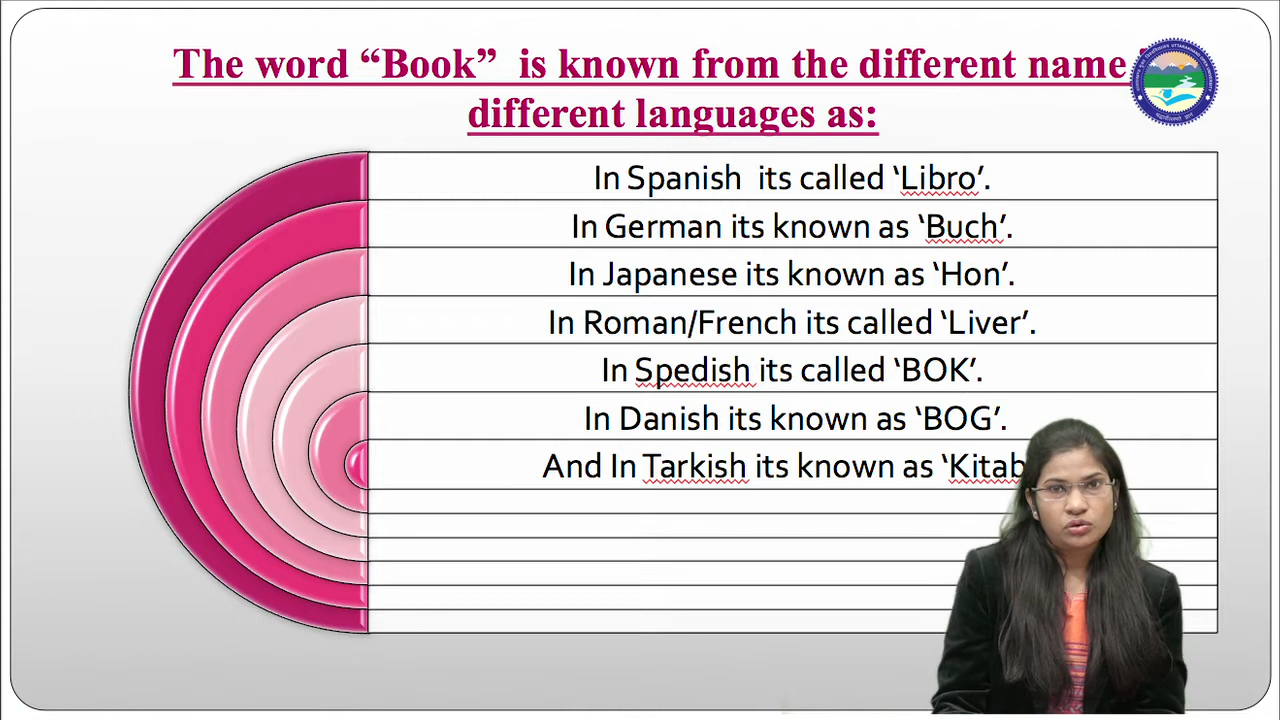 The word “Book”  is known from the different name
different languages as:
In Spanish  its called ‘Libro’.
In German its known as ‘Buch’.
In Japanese its known as ‘Hon’.
In Roman/French its called ‘Liver’.
In Spedish its called ‘BOK’.
In Danish its known as ‘BOG’.
And In Tarkish its known as ‘Kitab